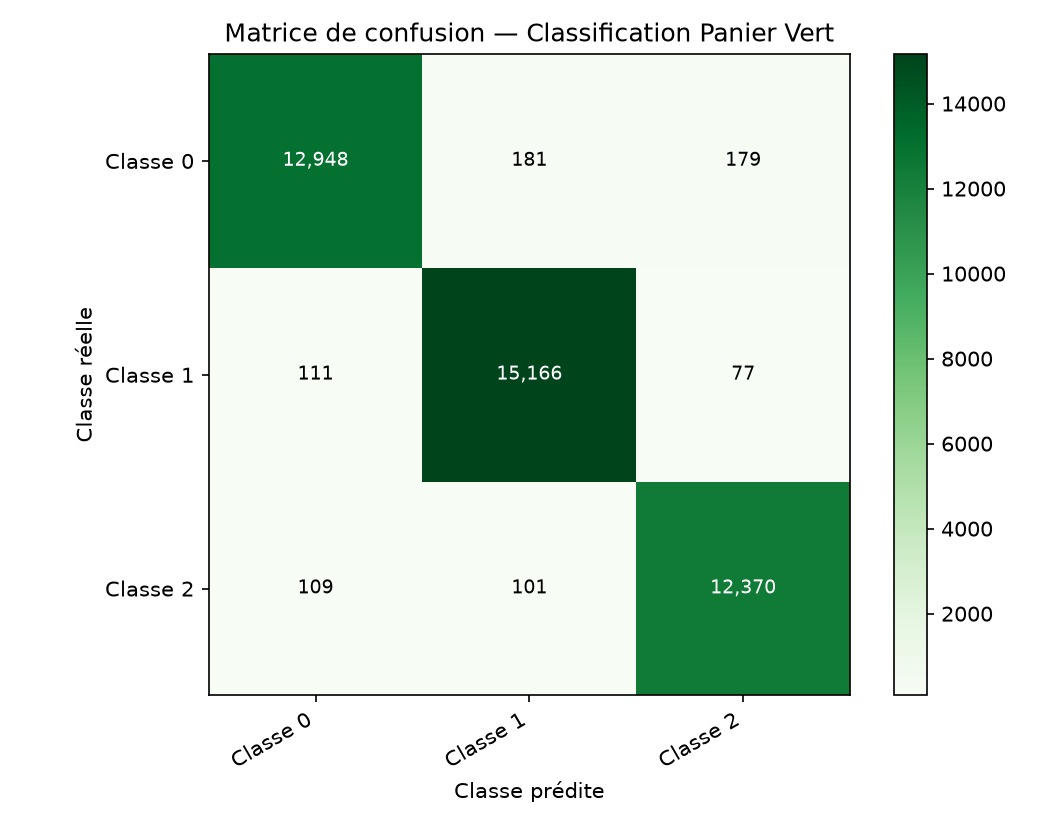 Matrice de confusion — Classification Panier Vert
Classe réelle
Classe 0
12,948
181
179
Classe 1
111
15,166
77
Classe 2
109
101
12,370
Classe 0
Classe 1
Classe 2
Classe prédite
14000
12000
10000
8000
6000
4000
2000